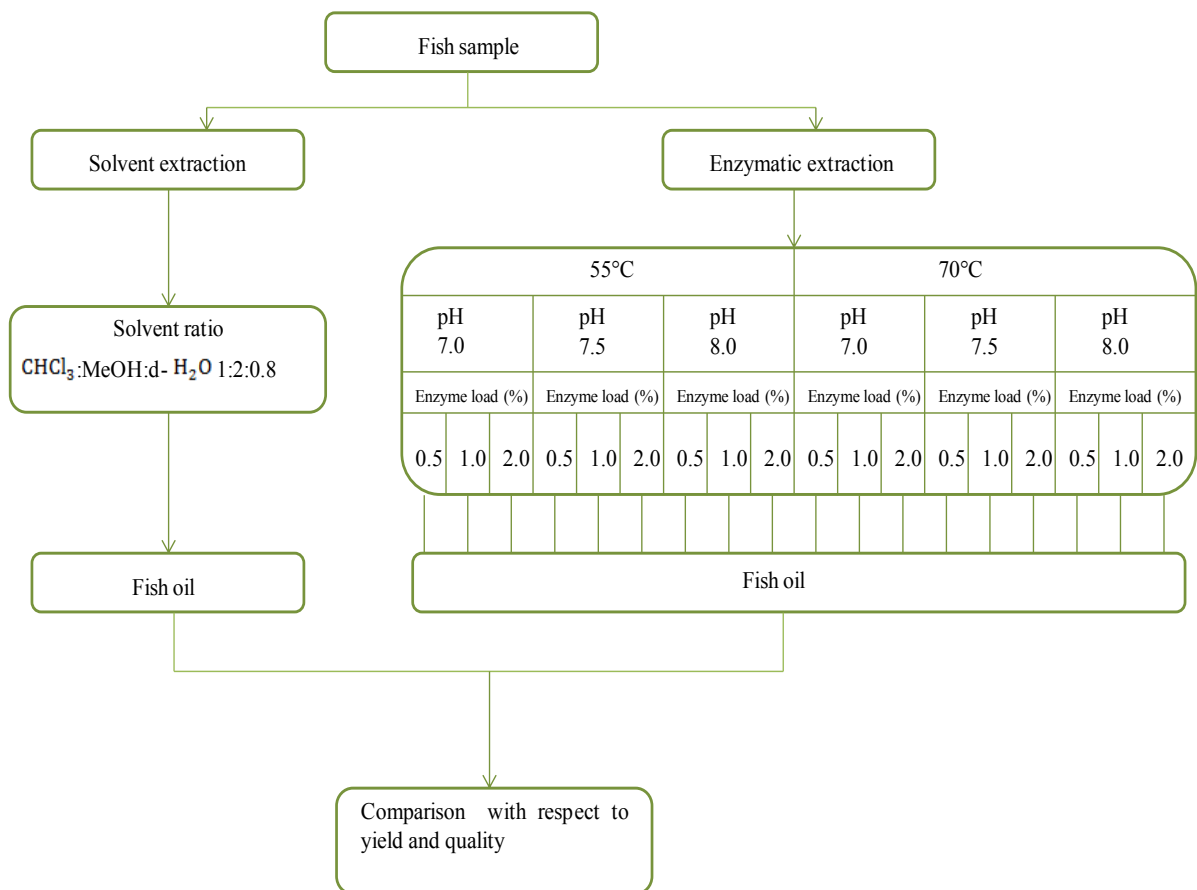 Fish sample
Solvent extraction
Enzymatic extraction
55°C 70°C
pH pH pH pH pH pH
7.0 7.5 8.0 7.0 7.5 8.0
Enzyme load (%) Enzyme load (%) Enzyme load (%) Enzyme load (%) Enzyme load (%) Enzyme load (%)
0.5 1.0 2.0 0.5 1.0 2.0 0.5 1.0 2.0 0.5 1.0 2.0 0.5 1.0 2.0 0.5 1.0 2.0
Solvent ratio
CHCl₃:MeOH:d- H₂O 1:2:0.8
Fish oil
Fish oil
Comparison with respect to
yield and quality